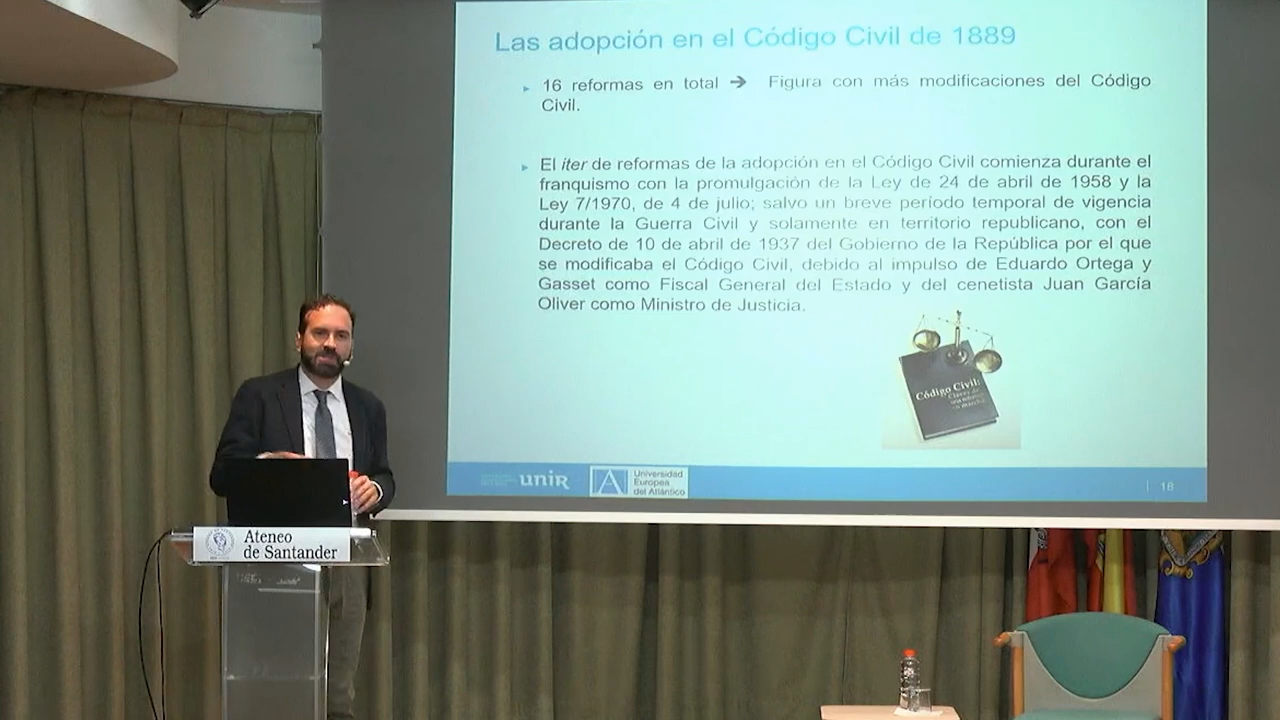 Las adopción en el Código Civil de 1889
16 reformas en total ➔ Figura con más modificaciones del Código
Civil.
El iter de reformas de la adopción en el Código Civil comienza durante el
franquismo con la promulgación de la Ley de 24 de abril de 1958 y la
Ley 7/1970, de 4 de julio; salvo un breve período temporal de vigencia
durante la Guerra Civil y solamente en territorio republicano, con el
Decreto de 10 de abril de 1937 del Gobierno de la República por el que
se modificaba el Código Civil, debido al impulso de Eduardo Ortega y
Gasset como Fiscal General del Estado y del cenetista Juan García
Oliver como Ministro de Justicia.
Código Civil:
unir
Universidad
Europea
del Atlántico
18
Ateneo
de Santander